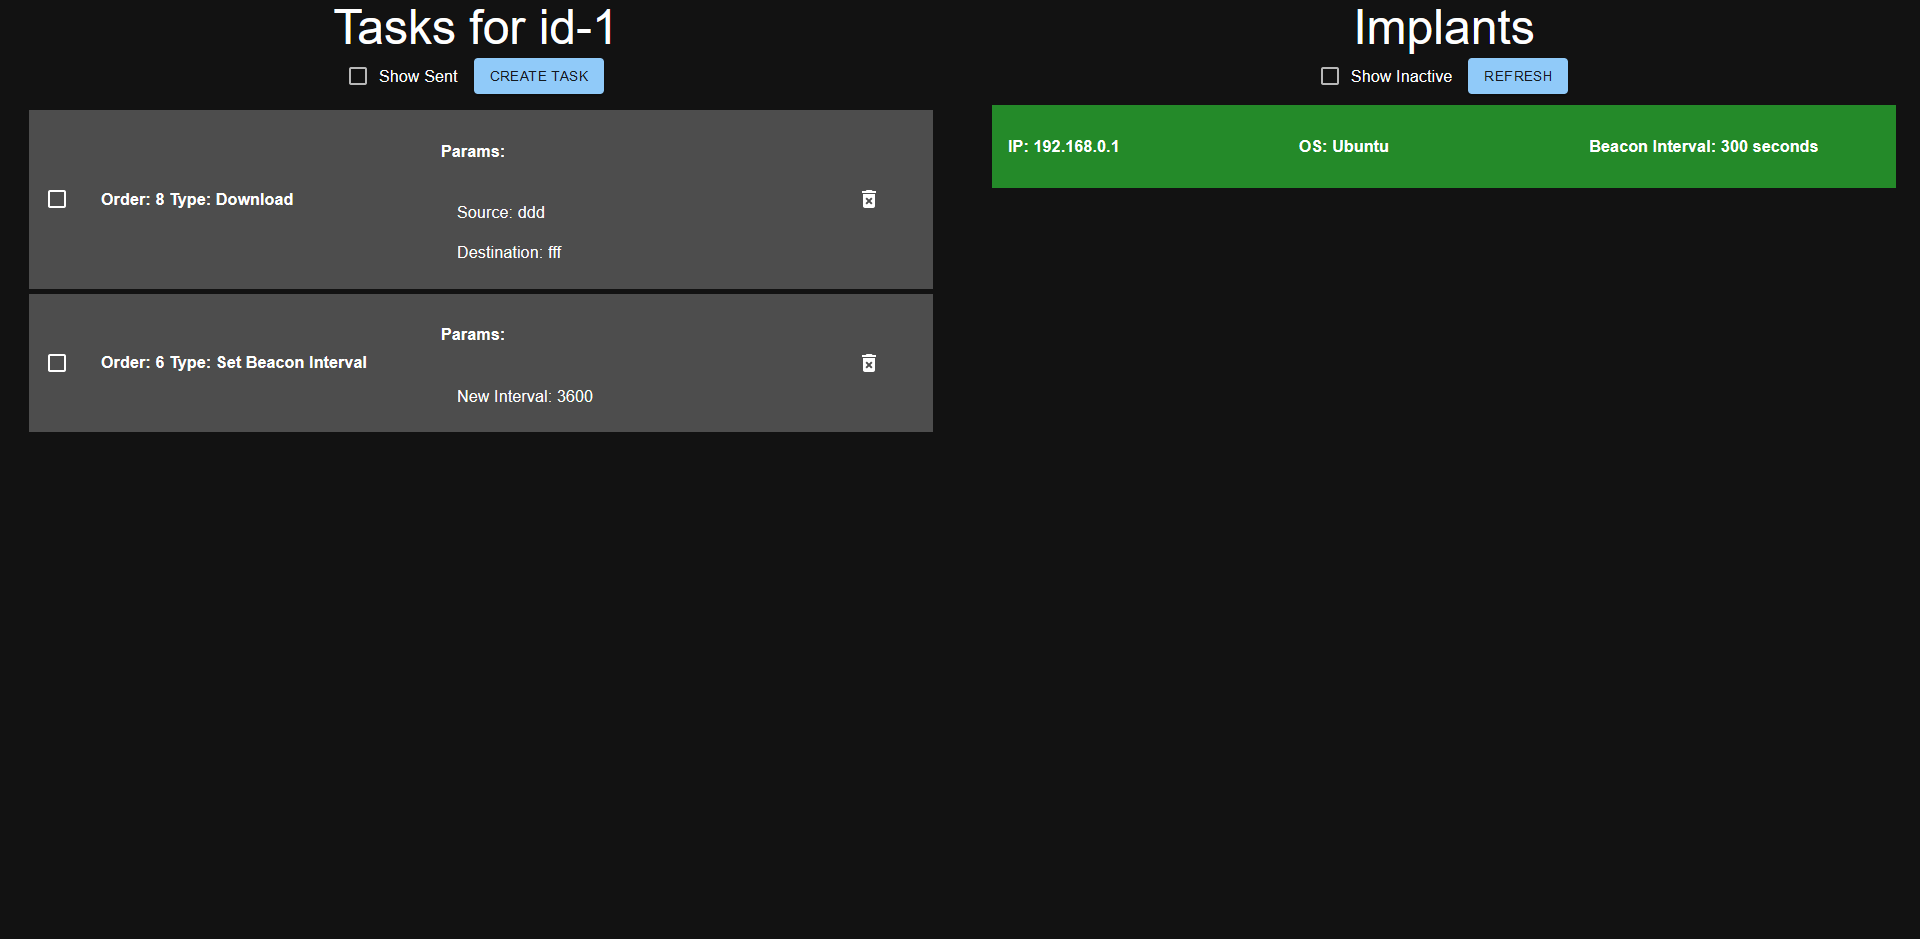 Tasks for id-1
Show Sent
CREATE TASK
Params:
Order: 8 Type: Download
Source: ddd
Destination: fff
Params:
Order: 6 Type: Set Beacon Interval
New Interval: 3600
Implants
Show Inactive
REFRESH
IP: 192.168.0.1
OS: Ubuntu
Beacon Interval: 300 seconds